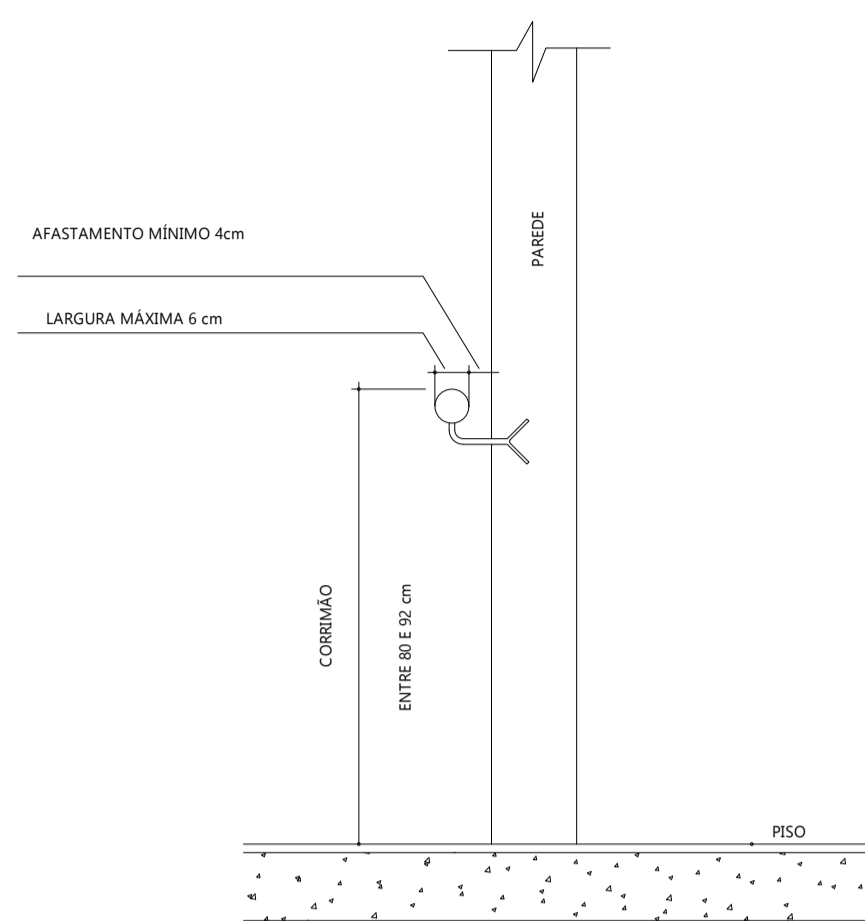 AFASTAMENTO MÍNIMO 4cm
LARGURA MÁXIMA 6 cm
PAREDE
CORRIMÃO
ENTRE 80 E 92 cm
PISO